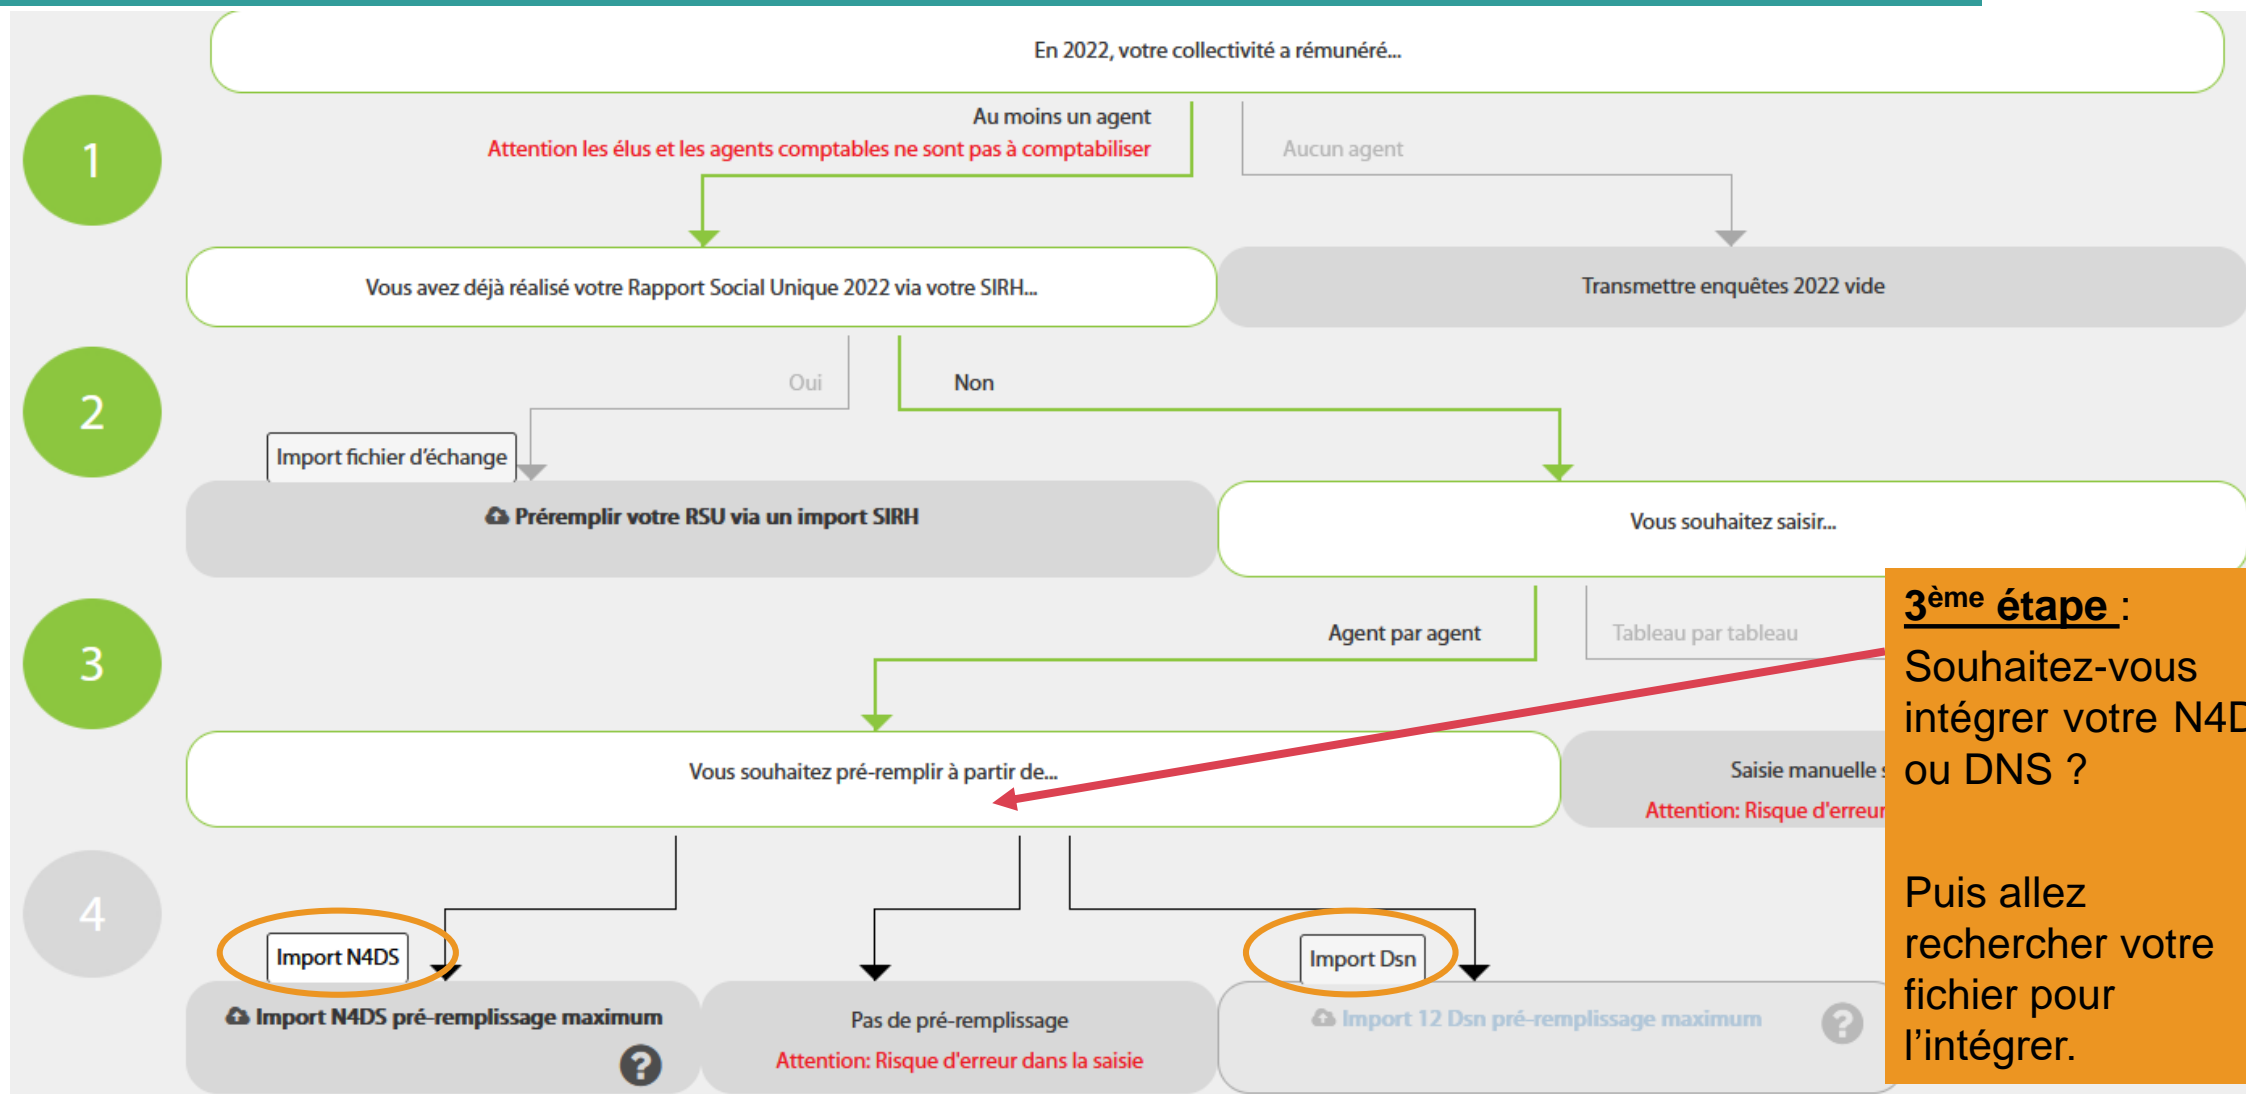 En 2022, votre collectivité a rémunéré...
1
Au moins un agent
Attention les élus et les agents comptables ne sont pas à comptabiliser
Aucun agent
Vous avez déjà réalisé votre Rapport Social Unique 2022 via votre SIRH...
Transmettre enquêtes 2022 vide
2
Oui
Non
Import fichier d'échange
Préremplir votre RSU via un import SIRH
Vous souhaitez saisir...
3
Agent par agent
Tableau par tableau
Vous souhaitez pré-remplir à partir de...
Saisie manuelle
Attention: Risque d'erreur
3ème étape :
Souhaitez-vous
intégrer votre
ou DNS ?
Puis allez
rechercher votre
fichier pour
l’intégrer.
4
Import N4DS
Import N4DS pré-remplissage maximum
?
Pas de pré-remplissage
Attention: Risque d'erreur dans la saisie
Import Dsn
Import 12 Dsn pré-remplissage maximum
?